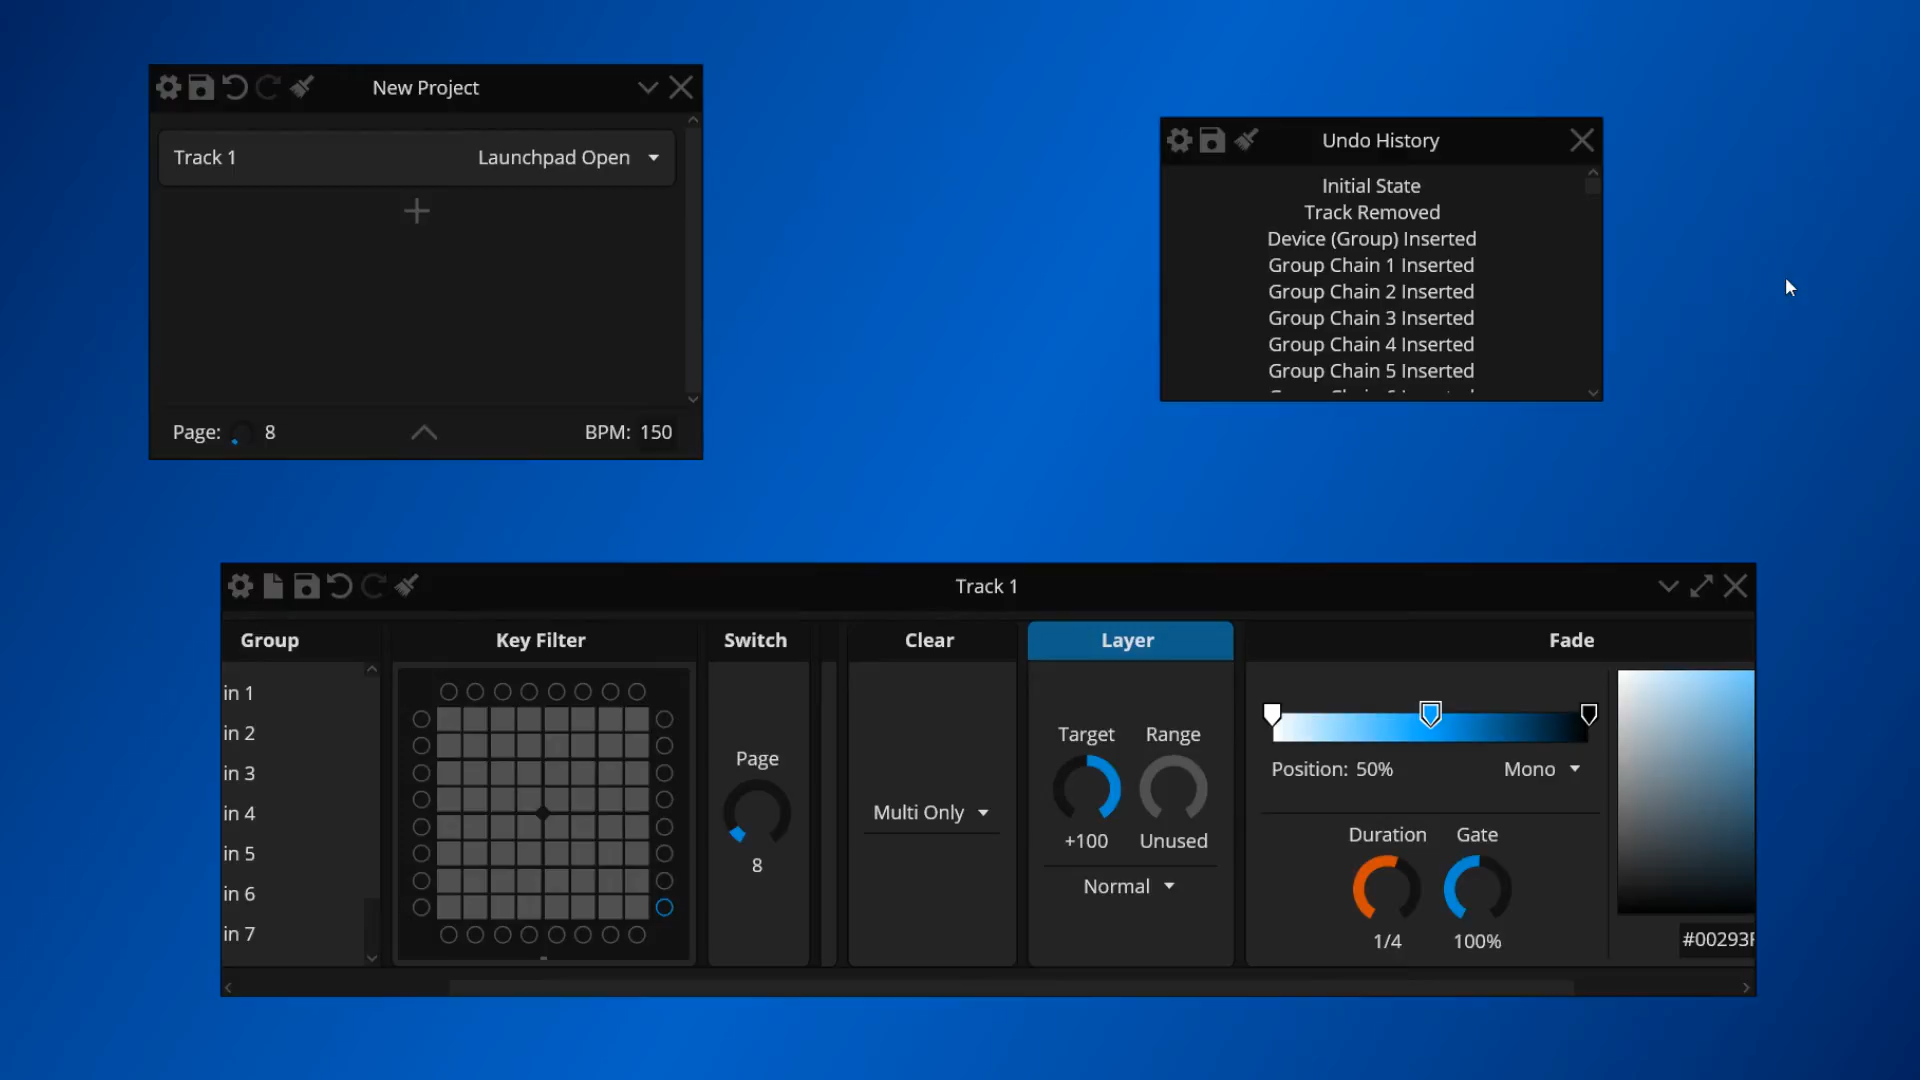 New Project
Track 1
Launchpad Open
Page: 8
BPM: 150
Undo History
Initial State
Track Removed
Device (Group) Inserted
Group Chain 1 Inserted
Group Chain 2 Inserted
Group Chain 3 Inserted
Group Chain 4 Inserted
Group Chain 5 Inserted
Track 1
Group
in 1
in 2
in 3
in 4
in 5
in 6
in 7
Key Filter
Switch
Page
8
Clear
Multi Only
Layer
Target Range
+100 Unused
Normal
Fade
Position: 50%
Mono
Duration Gate
1/4 100%
#00293F